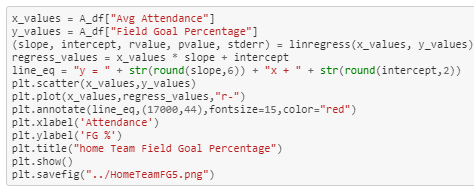 x_values = A_df["Avg Attendance"]
y_values = A_df["Field Goal Percentage"]
(slope, intercept, rvalue, pvalue, stderr) = linregress(x_values, y_values)
regress_values = x_values * slope + intercept
line_eq = "y = " + str(round(slope,6)) + "x + " + str(round(intercept,2))
plt.scatter(x_values,y_values)
plt.plot(x_values,regress_values,"r-")
plt.annotate(line_eq,(17000,44),fontsize=15,color="red")
plt.xlabel('Attendance')
plt.ylabel('FG %')
plt.title("home Team Field Goal Percentage")
plt.show()
plt.savefig("../HomeTeamFG5.png")